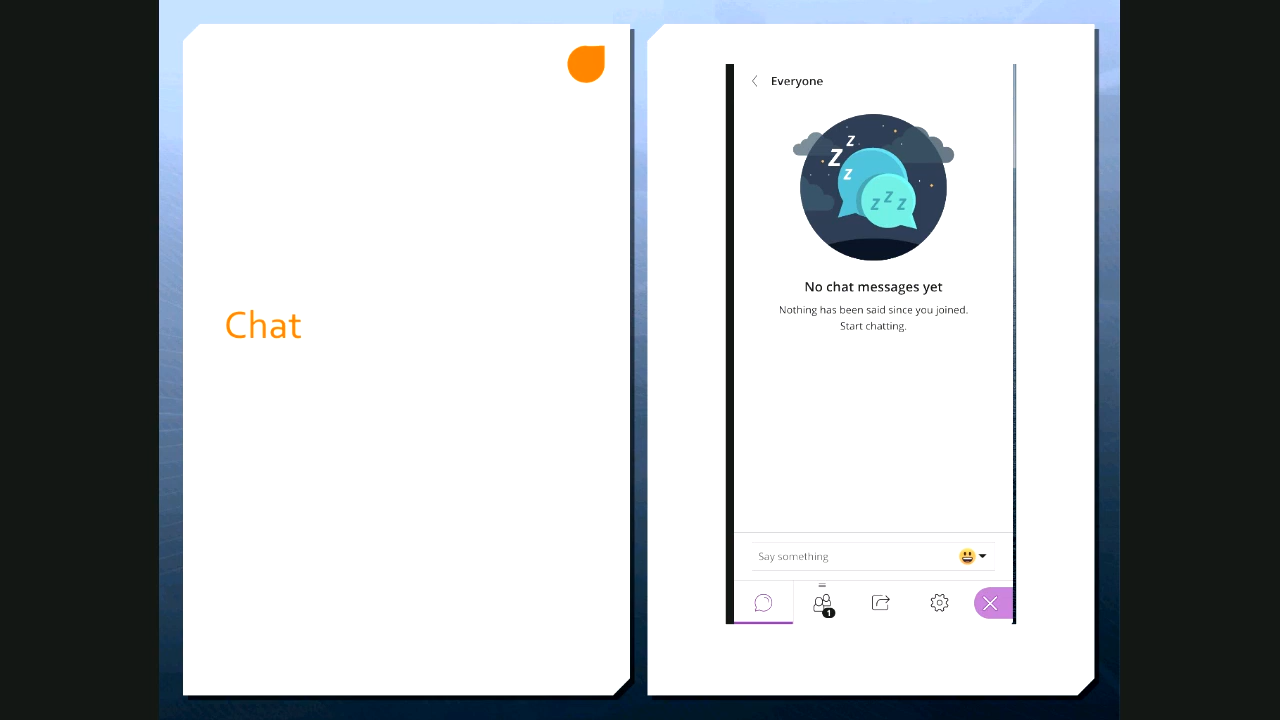 Chat
Everyone
z
z
z
z z z
No chat messages yet
Nothing has been said since you joined.
Start chatting.
Say something
1